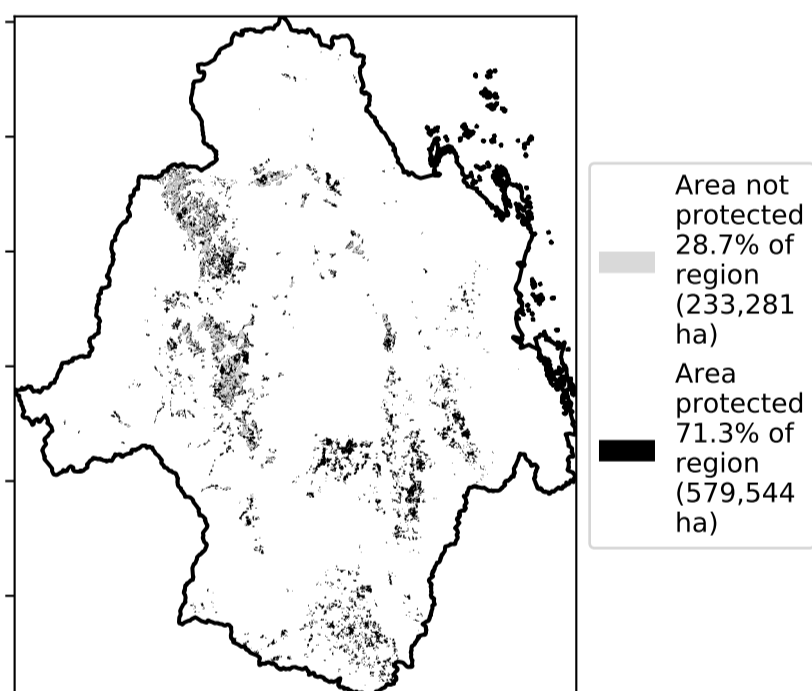 Area not
protected
28.7% of
region
(233,281
ha)
Area
protected
71.3% of
region
(579,544
ha)